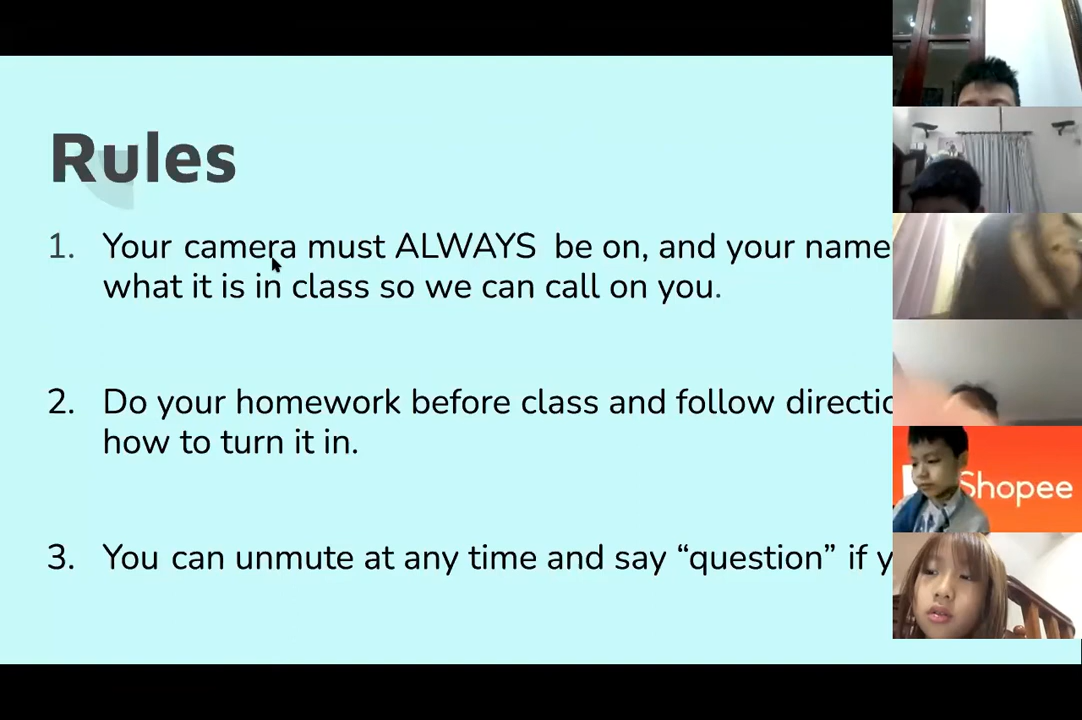 Rules
1. Your camera must ALWAYS be on, and your name
what it is in class so we can call on you.
2. Do your homework before class and follow
how to turn it in.
3. You can unmute at any time and say “question” if
Shopee